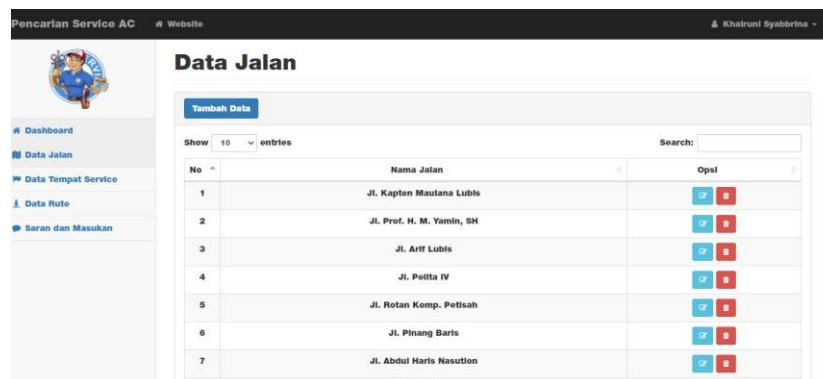 Pencarian Service AC Website Khairuni Syabbrina
Data Jalan
Tambah Data
Dashboard
Data Jalan
Data Tempat Service
Data Rute
Saran dan Masukan
Show 10 entries Search:
No Nama Jalan Opsi
1 Jl. Kapten Maulana Lubis
2 Jl. Prof. H. M. Yamin, SH
3 Jl. Arif Lubis
4 Jl. Pelita IV
5 Jl. Rotan Komp. Petisah
6 Jl. Pinang Baris
7 Jl. Abdul Haris Nasution